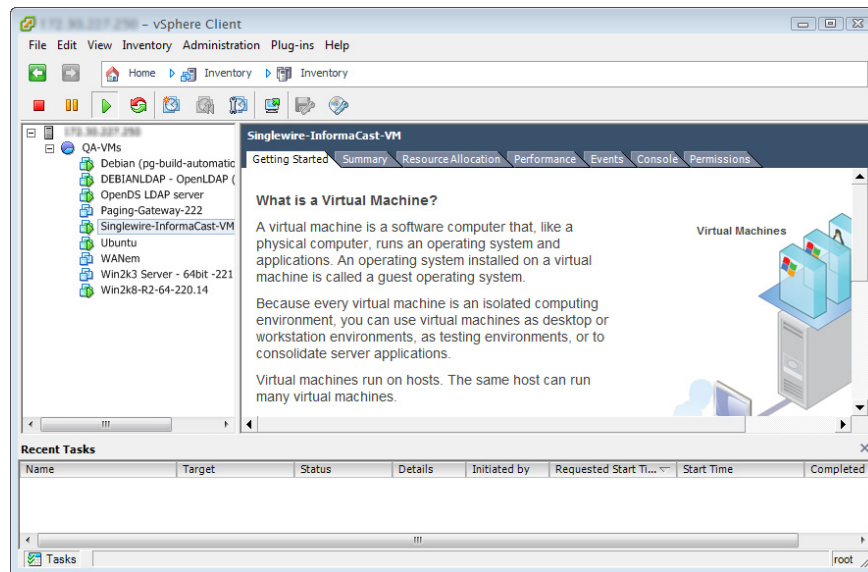 – vSphere Client
File Edit View Inventory Administration Plug-ins Help
Home Inventory Inventory
QA-VMs
Debian (pg-build-automatic
DEBIANLDAP - OpenLDAP (
OpenDS LDAP server
Paging-Gateway-222
Singlewire-InformaCast-VM
Ubuntu
WANem
Win2k3 Server - 64bit -221
Win2k8-R2-64-220.14
Singlewire-InformaCast-VM
Getting Started Summary Resource Allocation Performance Events Console Permissions
What is a Virtual Machine?
A virtual machine is a software computer that, like a
physical computer, runs an operating system and
applications. An operating system installed on a virtual
machine is called a guest operating system.
Because every virtual machine is an isolated computing
environment, you can use virtual machines as desktop or
workstation environments, as testing environments, or to
consolidate server applications.
Virtual machines run on hosts. The same host can run
many virtual machines.
Virtual Machines
Recent Tasks
Name Target Status Details Initiated by Requested Start Ti... Start Time Completed
Tasks root